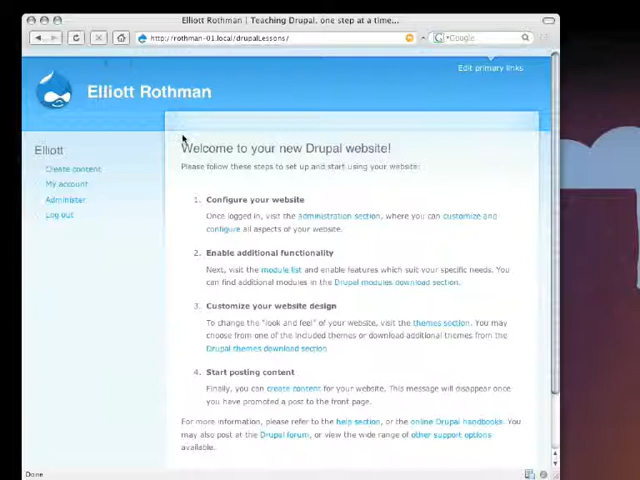 Elliott Rothman | Teaching Drupal, one step at a time...
http://rothman-01.local/drupalLessons/
Google
Edit primary links
Elliott Rothman
Elliott
Create content
My account
Administer
Log out
Welcome to your new Drupal website!
Please follow these steps to set up and start using your website:
1. Configure your website
Once logged in, visit the administration section, where you can customize and
configure all aspects of your website.
2. Enable additional functionality
Next, visit the module list and enable features which suit your specific needs. You
can find additional modules in the Drupal modules download section.
3. Customize your website design
To change the "look and feel" of your website, visit the themes section. You may
choose from one of the included themes or download additional themes from the
Drupal themes download section
4. Start posting content
Finally, you can create content for your website. This message will disappear once
you have promoted a post to the front page.
For more information, please refer to the help section, or the online Drupal handbooks. You
may also post at the Drupal forum, or view the wide range of other support options
available.
Done